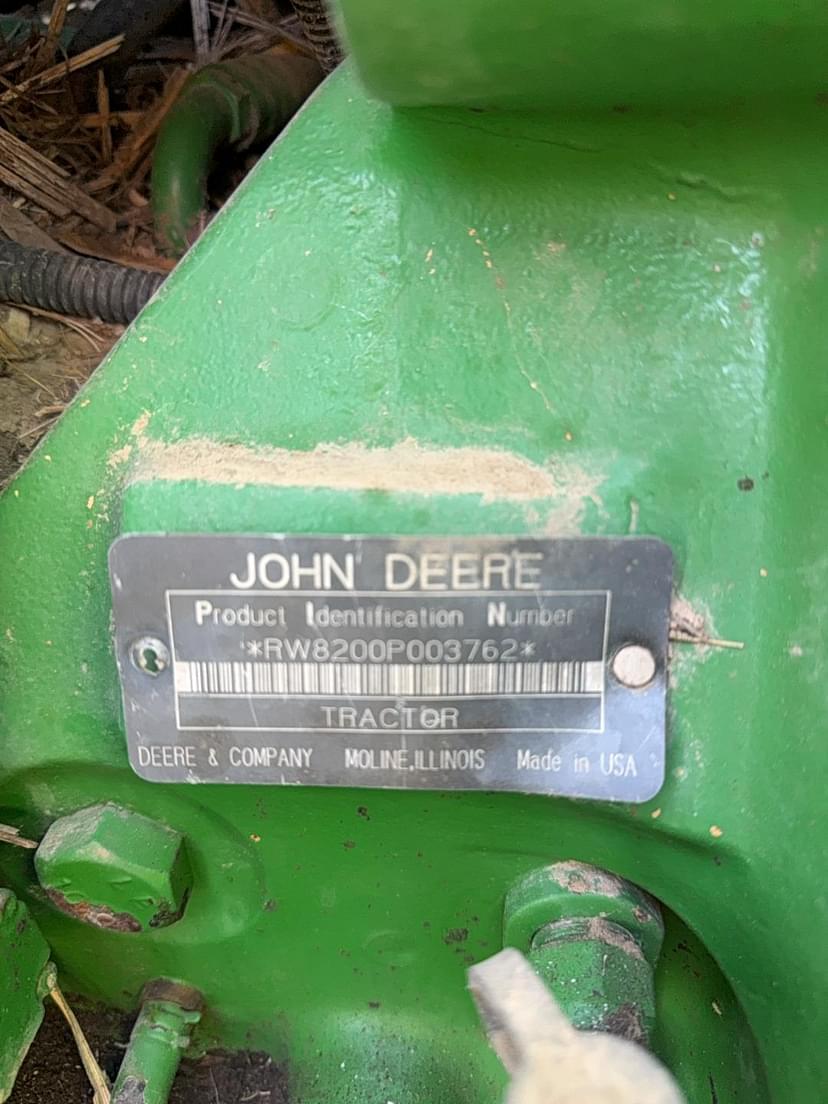 JOHN DEERE
Product Identification Number
*RW8200P003762*
TRACTOR
DEERE & COMPANY MOLINE,ILLINOIS Made in USA